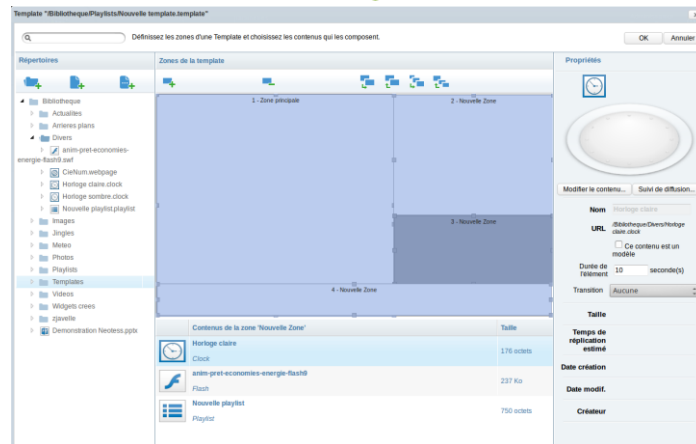 Template "/Bibliotheque/Playlists/Nouvelle template.template"
Définissez les zones d'une Template et choisissez les contenus qui les composent.
OK
Annuler
Répertoires
Zones de la template
Propriétés
Bibliotheque
Actualites
Arrieres plans
Divers
anim-pret-economies-
energie-flash9.swf
CieNum.webpage
Horloge claire.clock
Horloge sombre.clock
Nouvelle playlist.playlist
Images
Jingles
Meteo
Photos
Playlists
Templates
Videos
Widgets crees
zjavelle
Demonstration Neotess.pptx
1 - Zone principale
2 - Nouvelle Zone
3 - Nouvelle Zone
4 - Nouvelle Zone
Contenus de la zone 'Nouvelle Zone'
Taille
Horloge claire
Clock
176 octets
anim-pret-economies-energie-flash9
Flash
237 Ko
Nouvelle playlist
Playlist
750 octets
Modifier le contenu...
Suivi de diffusion...
Nom
Horloge claire
URL
/Bibliotheque/Divers/Horloge
claire.clock
Ce contenu est un
modèle
Durée de
l'élément
10
seconde(s)
Transition
Aucune
Taille
Temps de
réplication
estimé
Date création
Date modif.
Créateur